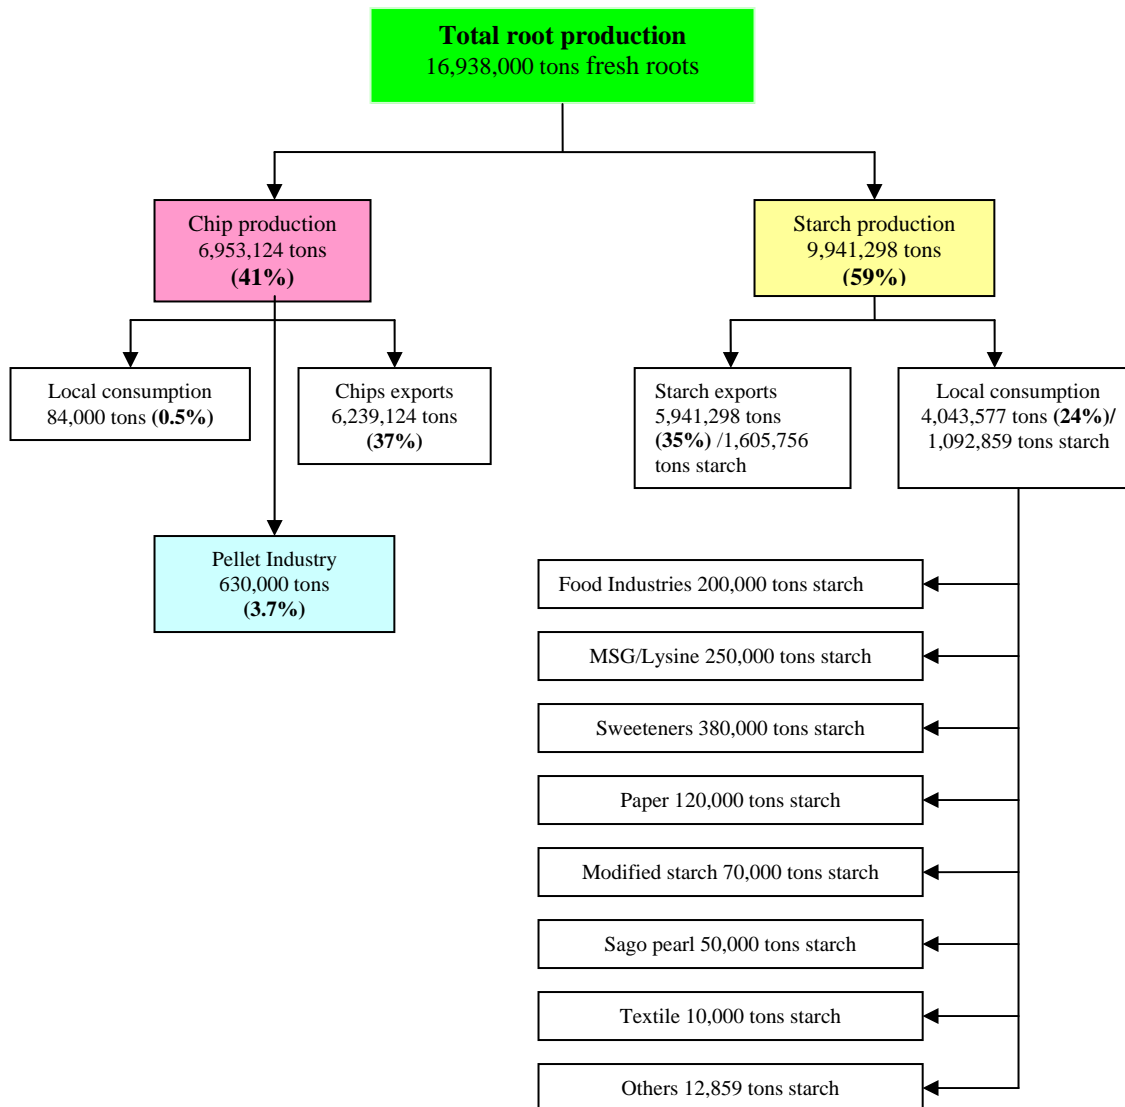 Total root production
16,938,000 tons fresh roots
Chip production
6,953,124 tons
(41%)
Starch production
9,941,298 tons
(59%)
Local consumption
84,000 tons (0.5%)
Chips exports
6,239,124 tons
(37%)
Starch exports
5,941,298 tons
(35%) /1,605,756
tons starch
Local consumption
4,043,577 tons (24%)/
1,092,859 tons starch
Pellet Industry
630,000 tons
(3.7%)
Food Industries 200,000 tons starch
MSG/Lysine 250,000 tons starch
Sweeteners 380,000 tons starch
Paper 120,000 tons starch
Modified starch 70,000 tons starch
Sago pearl 50,000 tons starch
Textile 10,000 tons starch
Others 12,859 tons starch